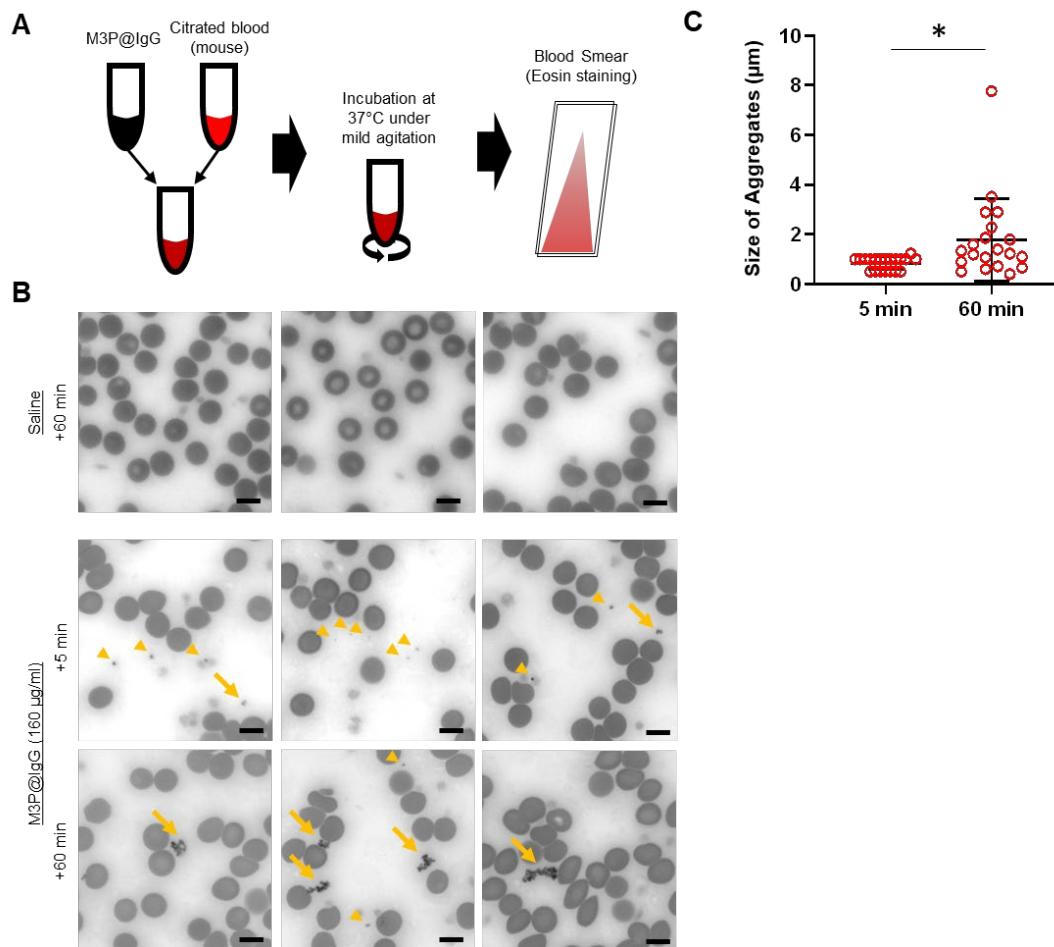 A
M3P@IgG
Citrated blood
(mouse)
Incubation at
37°C under
mild agitation
Blood Smear
(Eosin staining)
C
Size of Aggregates (µm)
10
8
6
4
2
0
*
5 min
60 min
B
Saline
+60 min
M3P@IgG (160 µg/ml)
+5 min
+60 min